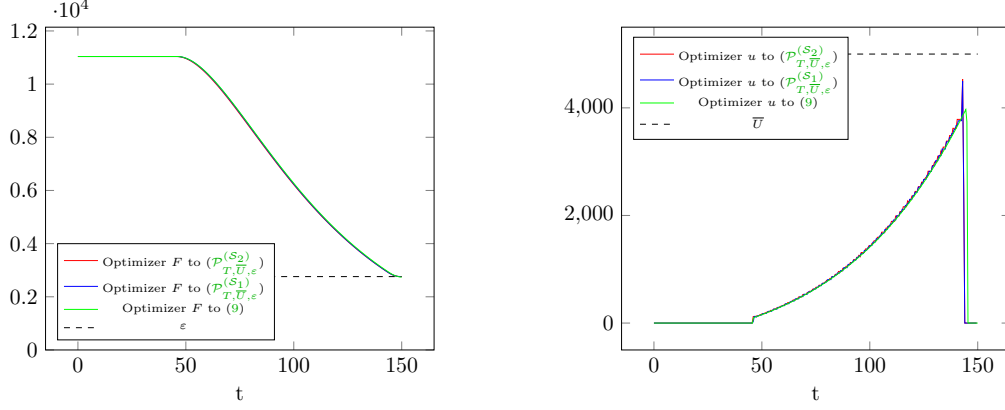 ·10⁴
1.2
1
0.8
0.6
0.4
0.2
0
0 50 100 150
t
Optimizer F to (𝒫^{(𝒮₂)}_{T,U̅,ε})
Optimizer F to (𝒫^{(𝒮₁)}_{T,U̅,ε})
Optimizer F to (9)
ε
4,000
2,000
0
0 50 100 150
t
Optimizer u to (𝒫^{(𝒮₂)}_{T,U̅,ε})
Optimizer u to (𝒫^{(𝒮₁)}_{T,U̅,ε})
Optimizer u to (9)
U̅